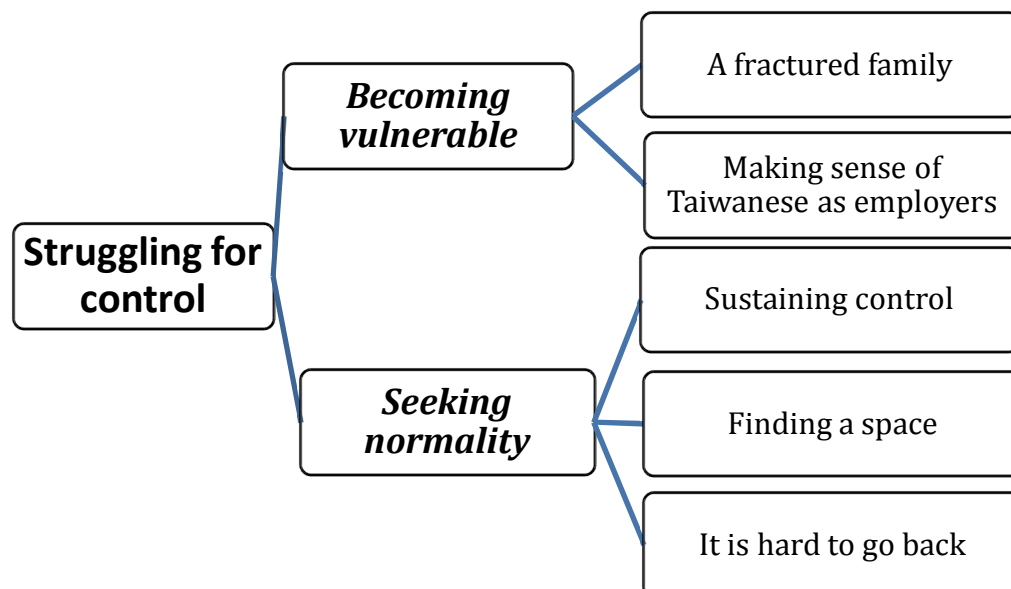 Struggling for
control
Becoming
vulnerable
A fractured family
Making sense of
Taiwanese as employers
Seeking
normality
Sustaining control
Finding a space
It is hard to go back